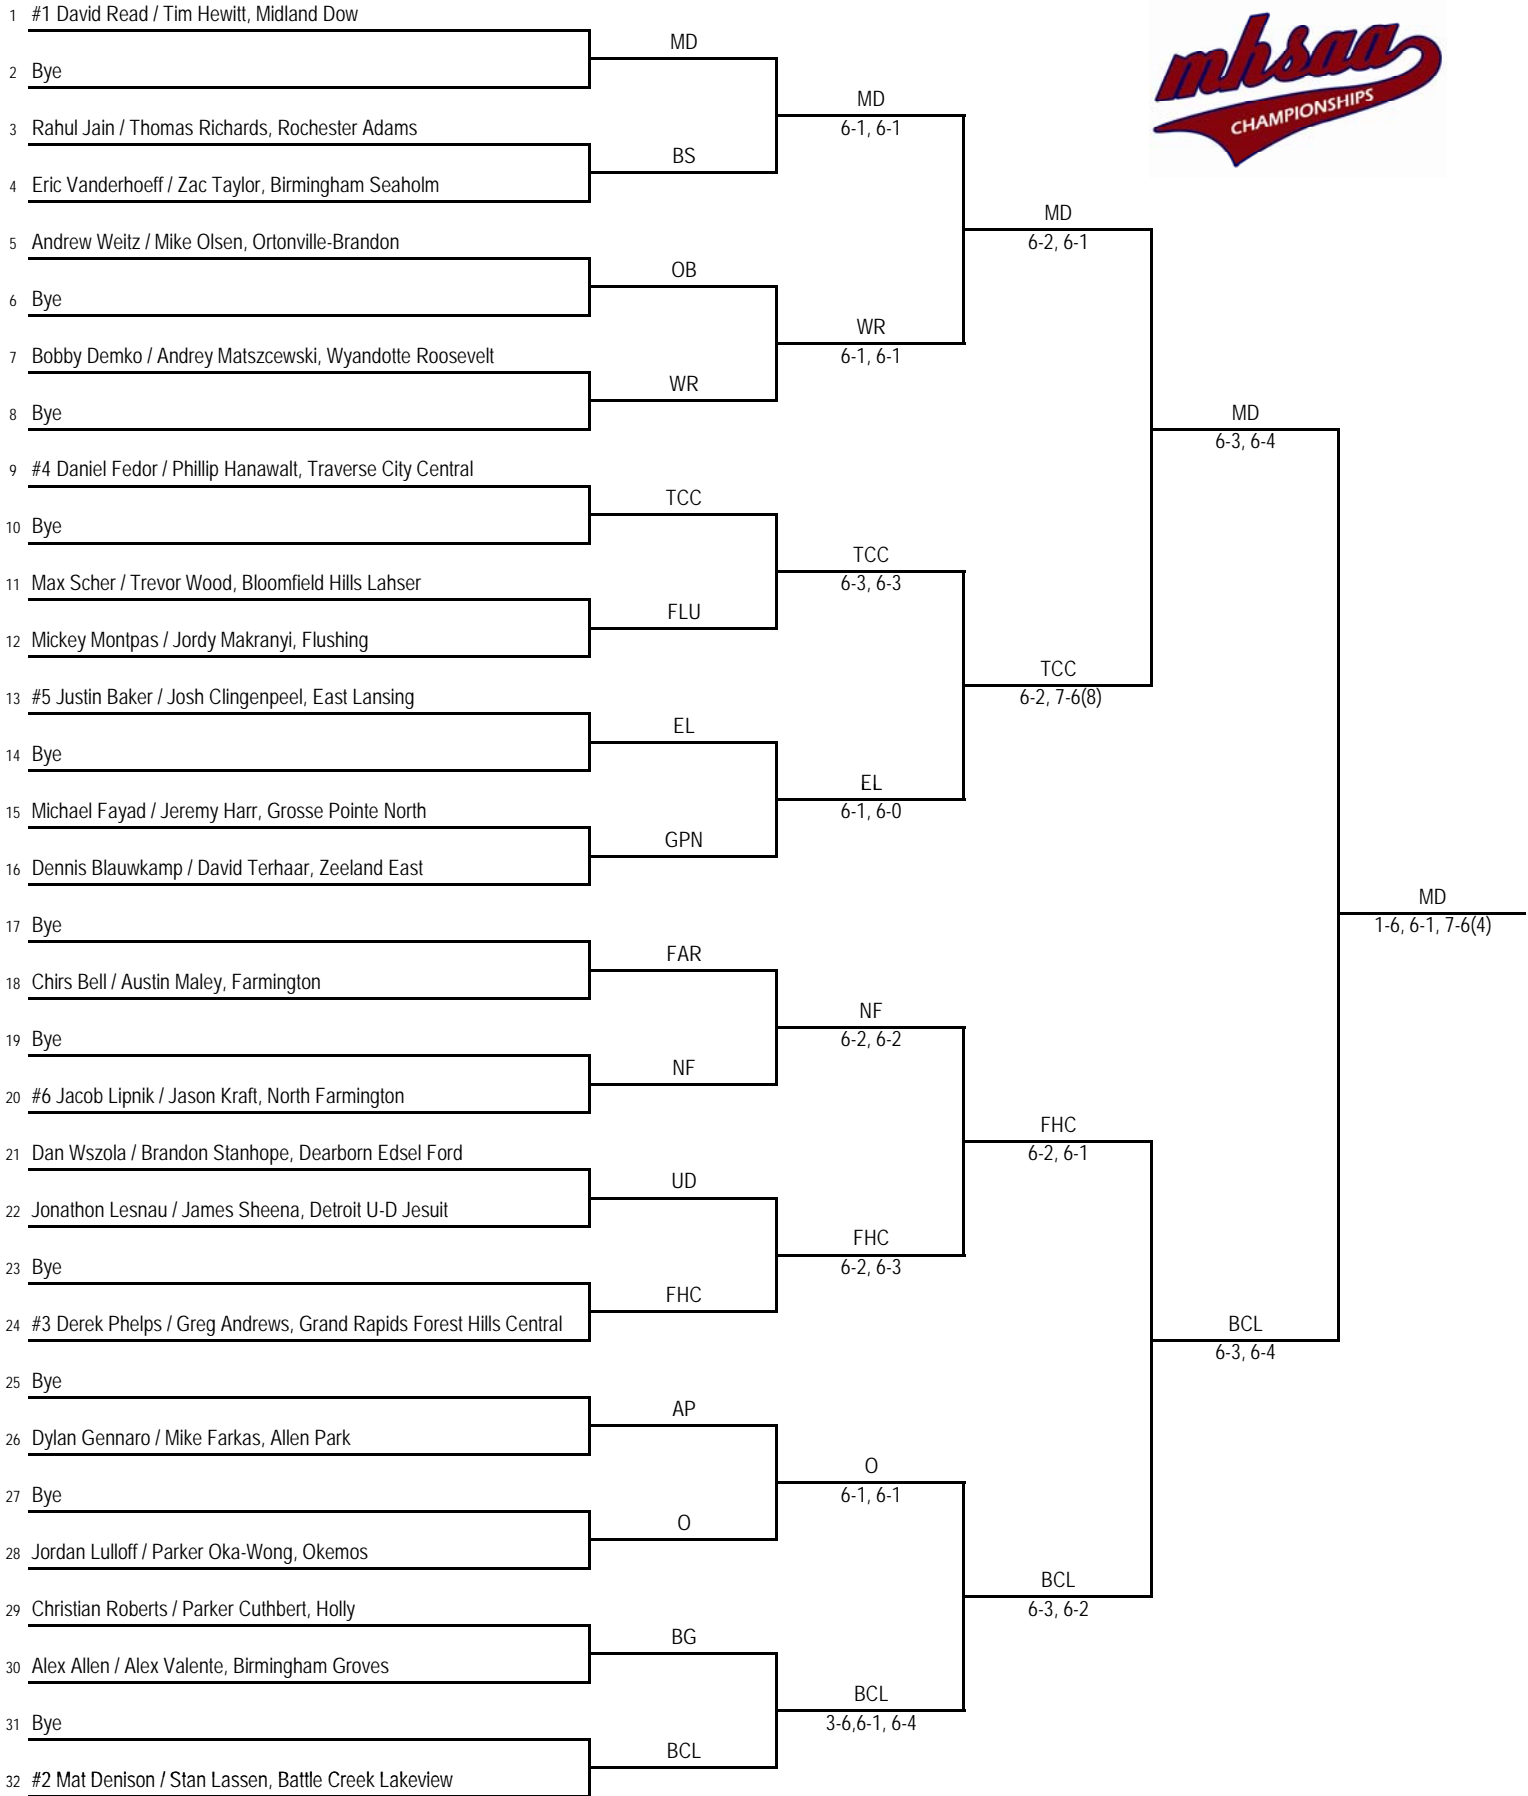 1 #1 David Read / Tim Hewitt, Midland Dow
2 Bye
3 Rahul Jain / Thomas Richards, Rochester Adams
4 Eric Vanderhoeff / Zac Taylor, Birmingham Seaholm
5 Andrew Weitz / Mike Olsen, Ortonville-Brandon
6 Bye
7 Bobby Demko / Andrey Matszcewski, Wyandotte Roosevelt
8 Bye
9 #4 Daniel Fedor / Phillip Hanawalt, Traverse City Central
10 Bye
11 Max Scher / Trevor Wood, Bloomfield Hills Lahser
12 Mickey Montpas / Jordy Makranyi, Flushing
13 #5 Justin Baker / Josh Clingenpeel, East Lansing
14 Bye
15 Michael Fayad / Jeremy Harr, Grosse Pointe North
16 Dennis Blauwkamp / David Terhaar, Zeeland East
17 Bye
18 Chirs Bell / Austin Maley, Farmington
19 Bye
20 #6 Jacob Lipnik / Jason Kraft, North Farmington
21 Dan Wszola / Brandon Stanhope, Dearborn Edsel Ford
22 Jonathon Lesnau / James Sheena, Detroit U-D Jesuit
23 Bye
24 #3 Derek Phelps / Greg Andrews, Grand Rapids Forest Hills Central
25 Bye
26 Dylan Gennaro / Mike Farkas, Allen Park
27 Bye
28 Jordan Lulloff / Parker Oka-Wong, Okemos
29 Christian Roberts / Parker Cuthbert, Holly
30 Alex Allen / Alex Valente, Birmingham Groves
31 Bye
32 #2 Mat Denison / Stan Lassen, Battle Creek Lakeview
MD
BS
OB
WR
TCC
FLU
EL
GPN
FAR
NF
UD
FHC
AP
O
BG
BCL
MD
6-1, 6-1
WR
6-1, 6-1
TCC
6-3, 6-3
EL
6-1, 6-0
NF
6-2, 6-2
FHC
6-2, 6-3
O
6-1, 6-1
BCL
3-6,6-1, 6-4
MD
6-2, 6-1
TCC
6-2, 7-6(8)
FHC
6-2, 6-1
BCL
6-3, 6-2
MD
6-3, 6-4
BCL
6-3, 6-4
MD
1-6, 6-1, 7-6(4)
mhsaa
CHAMPIONSHIPS